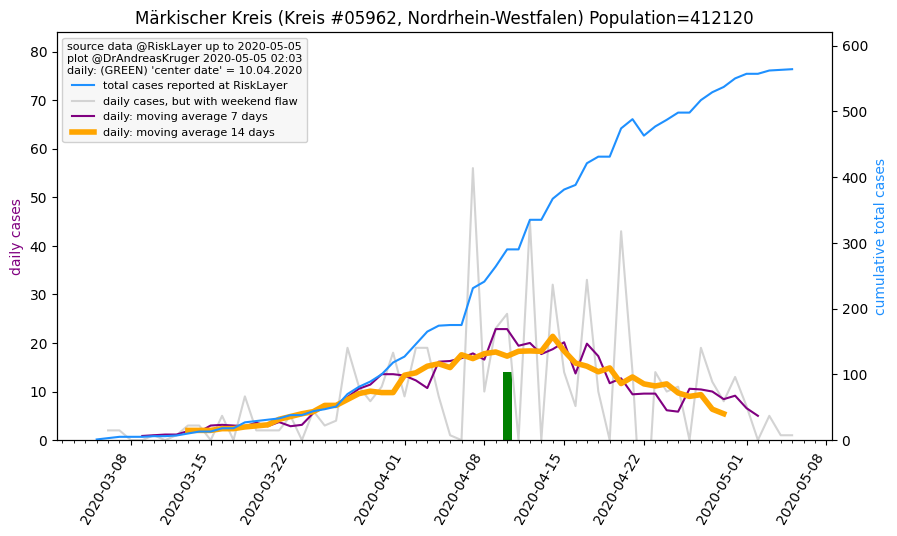 Märkischer Kreis (Kreis #05962, Nordrhein-Westfalen) Population=412120
source data @RiskLayer up to 2020-05-05
plot @DrAndreasKruger 2020-05-05 02:03
daily: (GREEN) 'center date' = 10.04.2020
total cases reported at RiskLayer
daily cases, but with weekend flaw
daily: moving average 7 days
daily: moving average 14 days
daily cases
80
70
60
50
40
30
20
10
0
cumulative total cases
600
500
400
300
200
100
0
2020-03-08
2020-03-15
2020-03-22
2020-04-01
2020-04-08
2020-04-15
2020-04-22
2020-05-01
2020-05-08